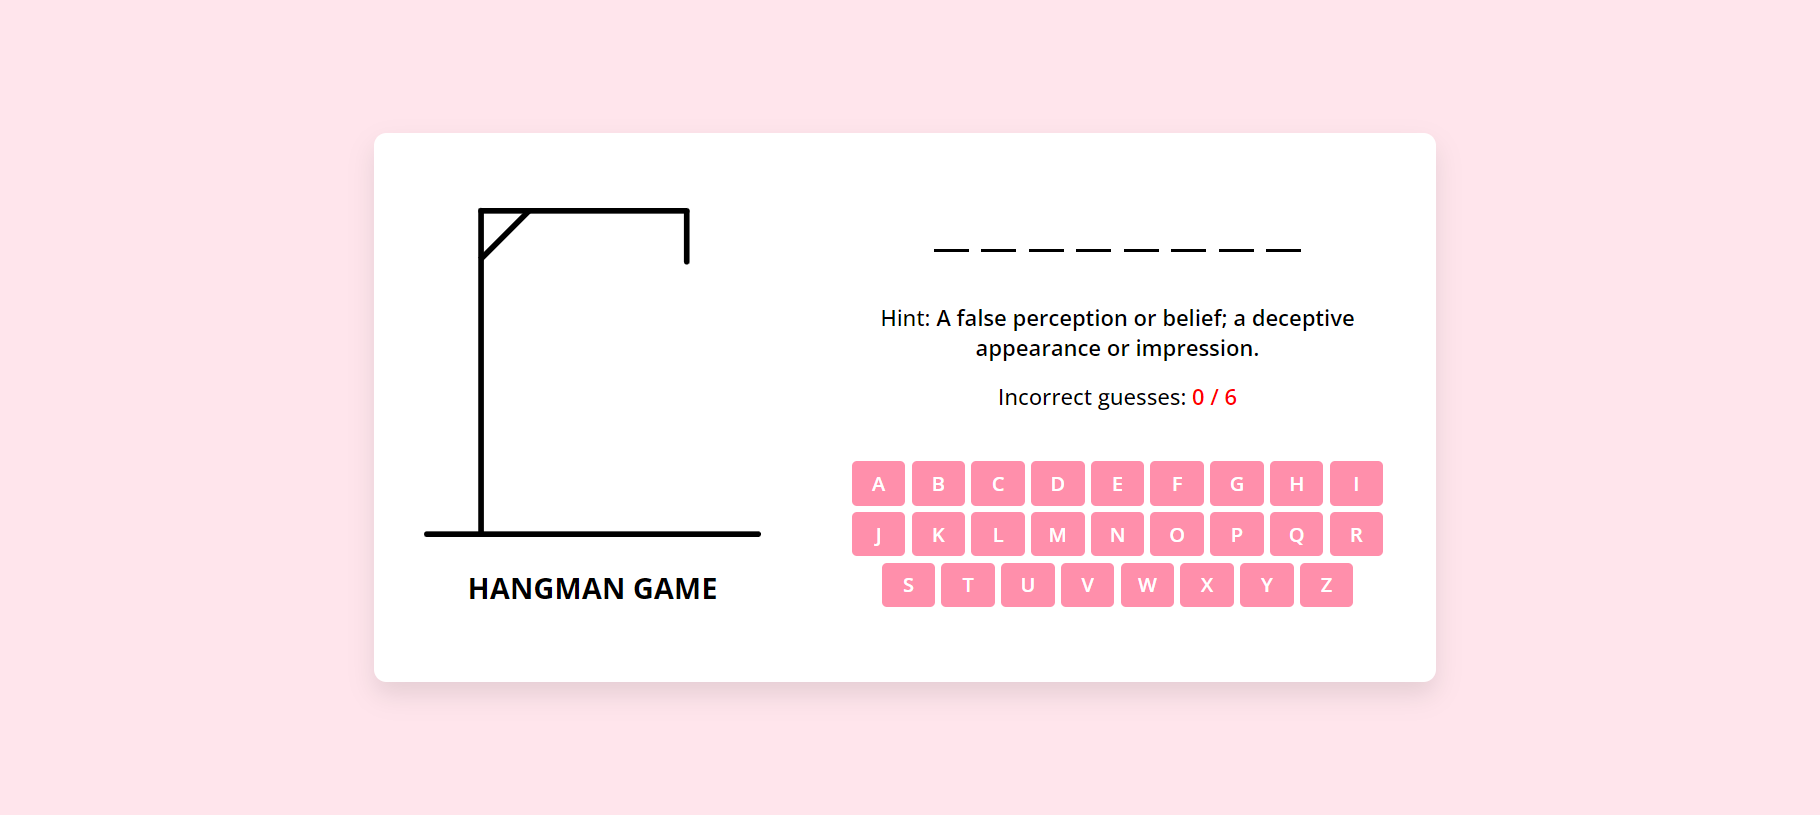 Hint: A false perception or belief; a deceptive
appearance or impression.
Incorrect guesses: 0 / 6
A B C D E F G H I
J K L M N O P Q R
S T U V W X Y Z
HANGMAN GAME